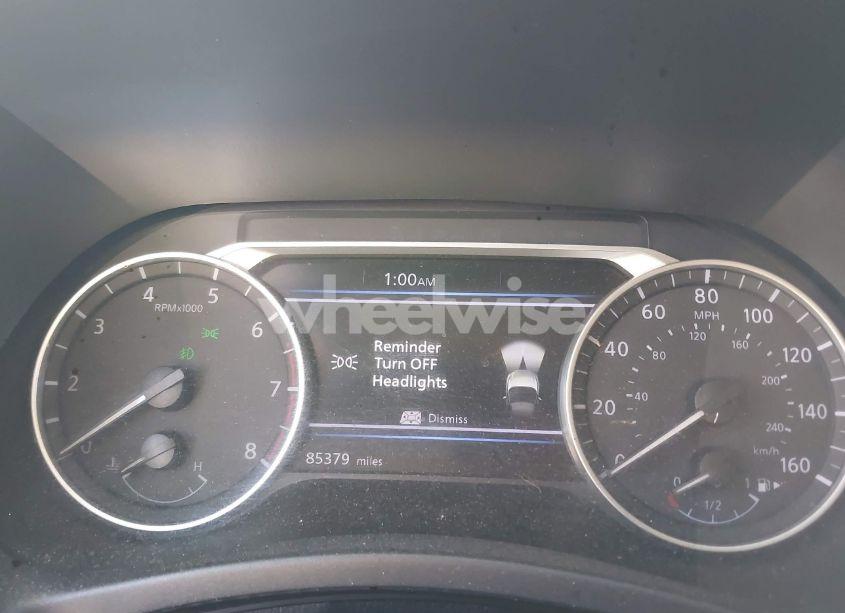 1:00AM
wheelwise
Reminder
Turn OFF
Headlights
Dismiss
85379 miles
RPMx1000
2
3
4
5
6
7
8
H
MPH
0
20
40
60
80
100
120
140
160
40
80
120
160
200
240
km/h
0
1/2
1